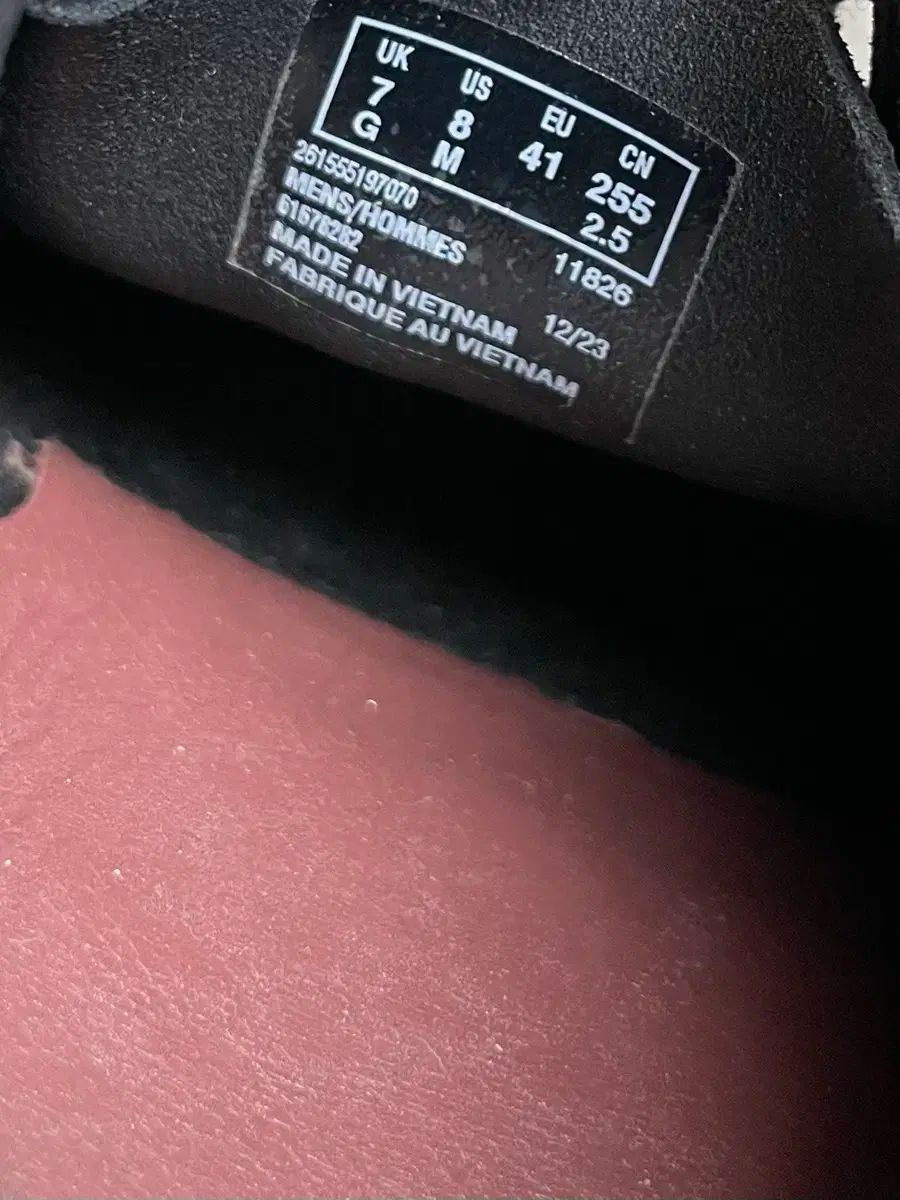 UK US EU CN
7 8 41 255
G M 2.5
261555197070 11826
MENS/HOMMES
61678282 12/23
MADE IN VIETNAM
FABRIQUE AU VIETNAM